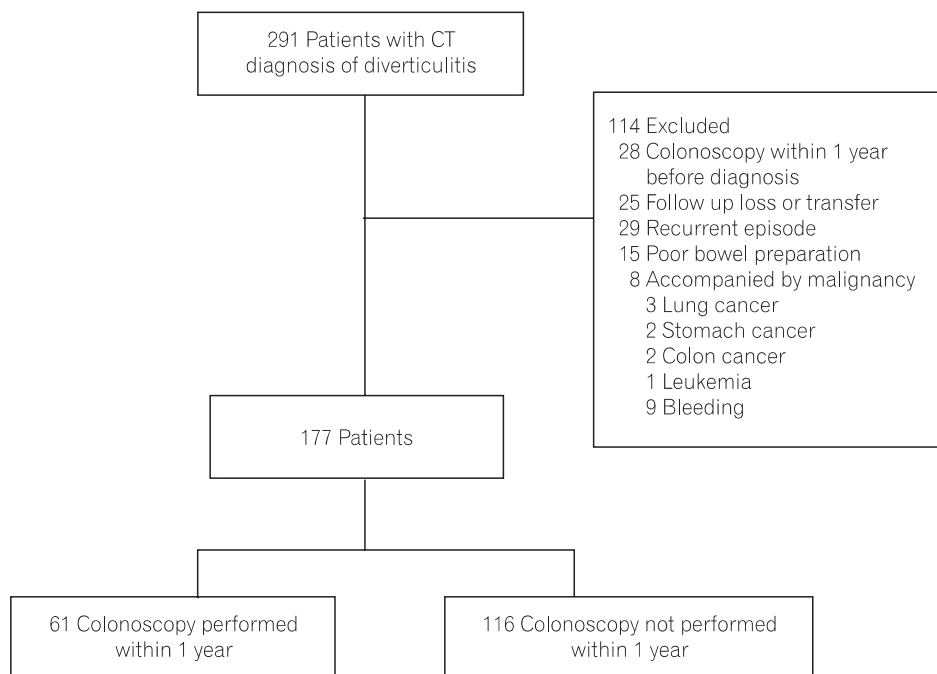 291 Patients with CT
diagnosis of diverticulitis
114 Excluded
28 Colonoscopy within 1 year
before diagnosis
25 Follow up loss or transfer
29 Recurrent episode
15 Poor bowel preparation
8 Accompanied by malignancy
3 Lung cancer
2 Stomach cancer
2 Colon cancer
1 Leukemia
9 Bleeding
177 Patients
61 Colonoscopy performed
within 1 year
116 Colonoscopy not performed
within 1 year